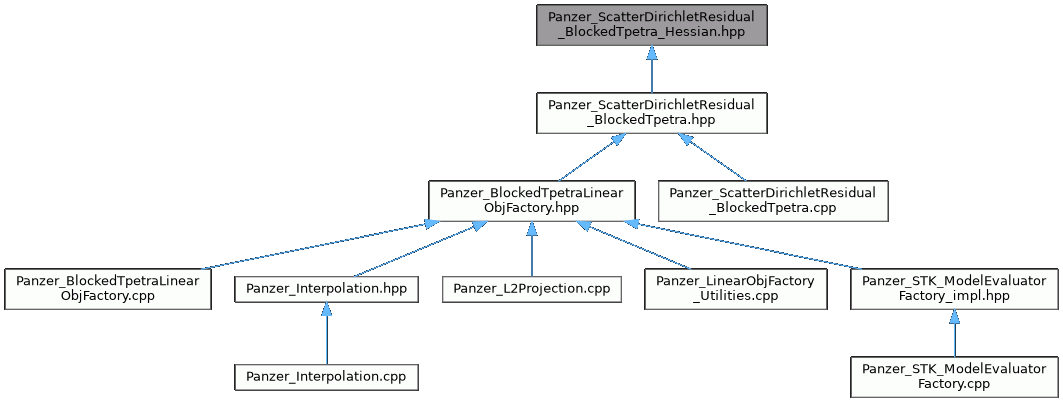 Panzer_ScatterDirichletResidual
_BlockedTpetra_Hessian.hpp
Panzer_ScatterDirichletResidual
_BlockedTpetra.hpp
Panzer_BlockedTpetraLinear
ObjFactory.hpp
Panzer_ScatterDirichletResidual
_BlockedTpetra.cpp
Panzer_BlockedTpetraLinear
ObjFactory.cpp
Panzer_Interpolation.hpp
Panzer_L2Projection.cpp
Panzer_LinearObjFactory
_Utilities.cpp
Panzer_STK_ModelEvaluator
Factory_impl.hpp
Panzer_Interpolation.cpp
Panzer_STK_ModelEvaluator
Factory.cpp